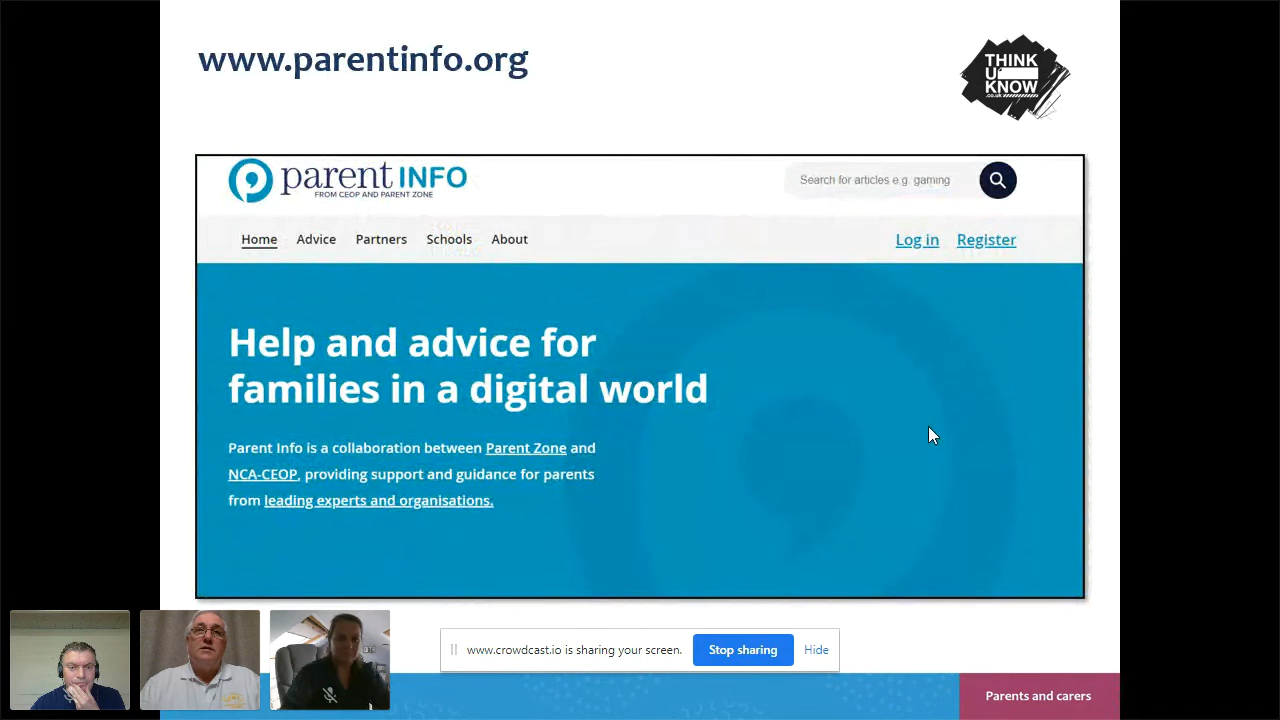 www.parentinfo.org
THINK
U
KNOW
.co.uk
parent INFO
FROM CEOP AND PARENT ZONE
Search for articles e.g. gaming
Home Advice Partners Schools About
Log in Register
Help and advice for
families in a digital world
Parent Info is a collaboration between Parent Zone and
NCA-CEOP, providing support and guidance for parents
from leading experts and organisations.
www.crowdcast.io is sharing your screen. Stop sharing Hide
Parents and carers